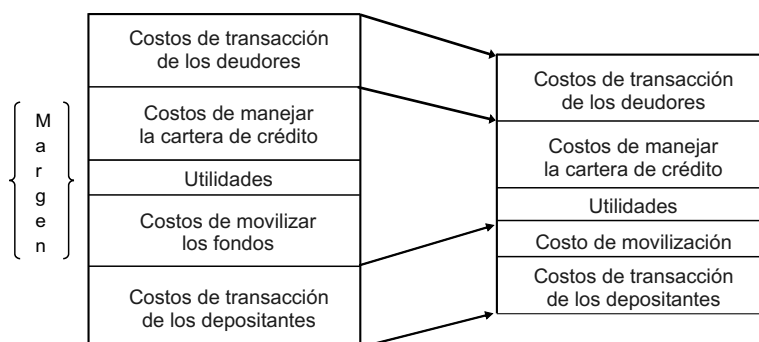 Margen
Costos de transacción
de los deudores
Costos de manejar
la cartera de crédito
Utilidades
Costos de movilizar
los fondos
Costos de transacción
de los depositantes
Costos de transacción
de los deudores
Costos de manejar
la cartera de crédito
Utilidades
Costo de movilización
Costos de transacción
de los depositantes